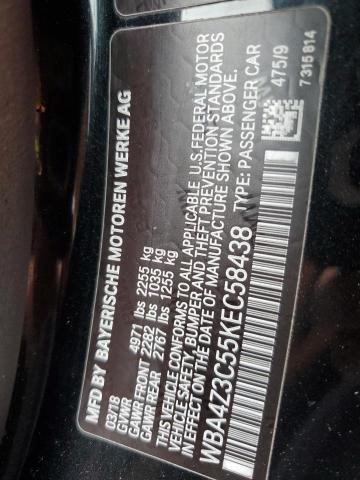 MFD BY BAYERISCHE MOTOREN WERKE AG
03/18
GVWR 4971 lbs 2255 kg
GAWR FRONT 2282 lbs 1035 kg
GAWR REAR 2767 lbs 1255 kg
THIS VEHICLE CONFORMS TO ALL APPLICABLE U.S. FEDERAL MOTOR
VEHICLE SAFETY, BUMPER AND THEFT PREVENTION STANDARDS
IN EFFECT ON THE DATE OF MANUFACTURE SHOWN ABOVE.
WBA4Z3C55KEC58438 TYPE: PASSENGER CAR
475/9
7315814